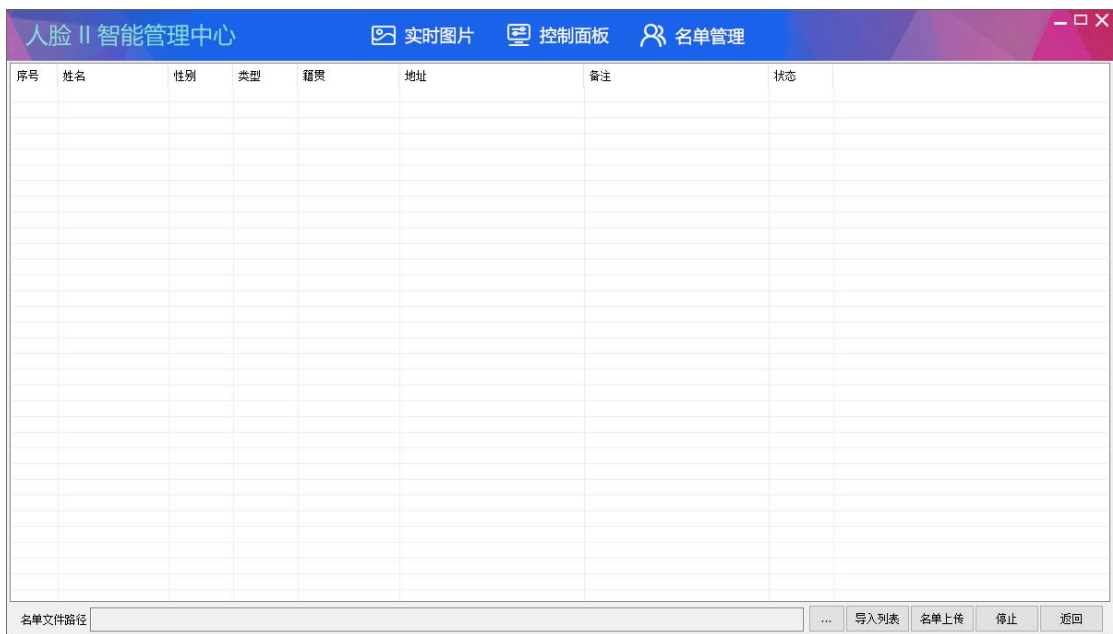 人脸 II 智能管理中心 实时图片 控制面板 名单管理
序号 姓名 性别 类型 籍贯 地址 备注 状态
名单文件路径 ... 导入列表 名单上传 停止 返回